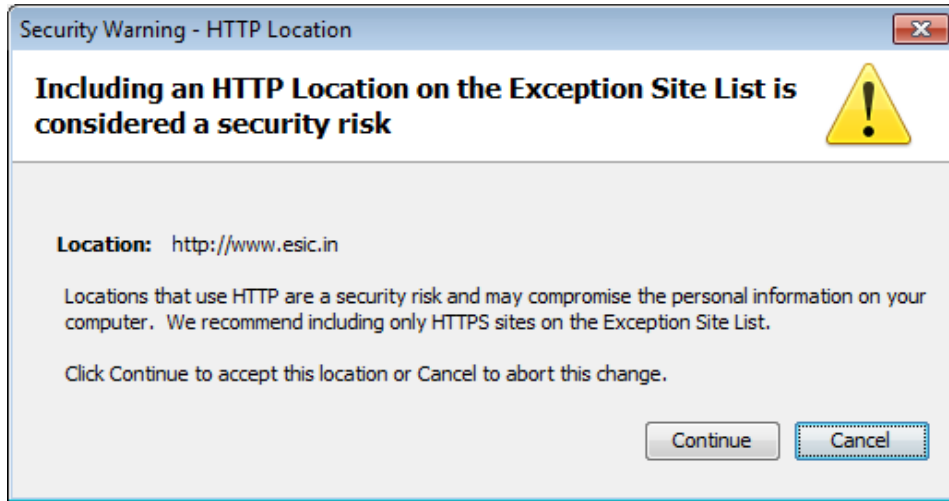 Security Warning - HTTP Location
Including an HTTP Location on the Exception Site List is
considered a security risk
Location: http://www.esic.in
Locations that use HTTP are a security risk and may compromise the personal information on your
computer. We recommend including only HTTPS sites on the Exception Site List.
Click Continue to accept this location or Cancel to abort this change.
Continue Cancel